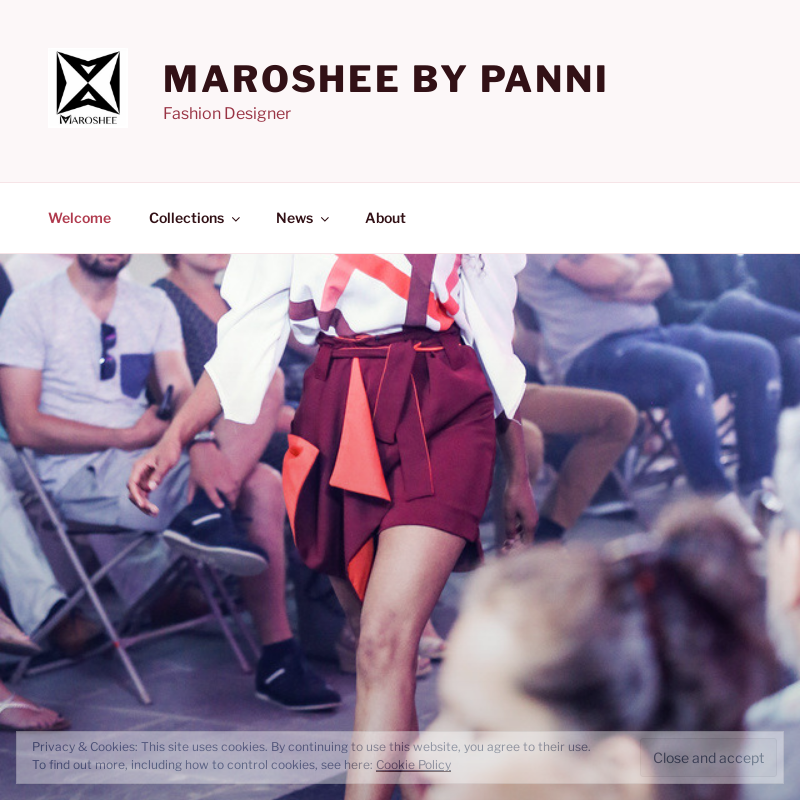 MAROSHEE
MAROSHEE BY PANNI
Fashion Designer
Welcome Collections News About
Privacy & Cookies: This site uses cookies. By continuing to use this website, you agree to their use.
To find out more, including how to control cookies, see here: Cookie Policy
Close and accept